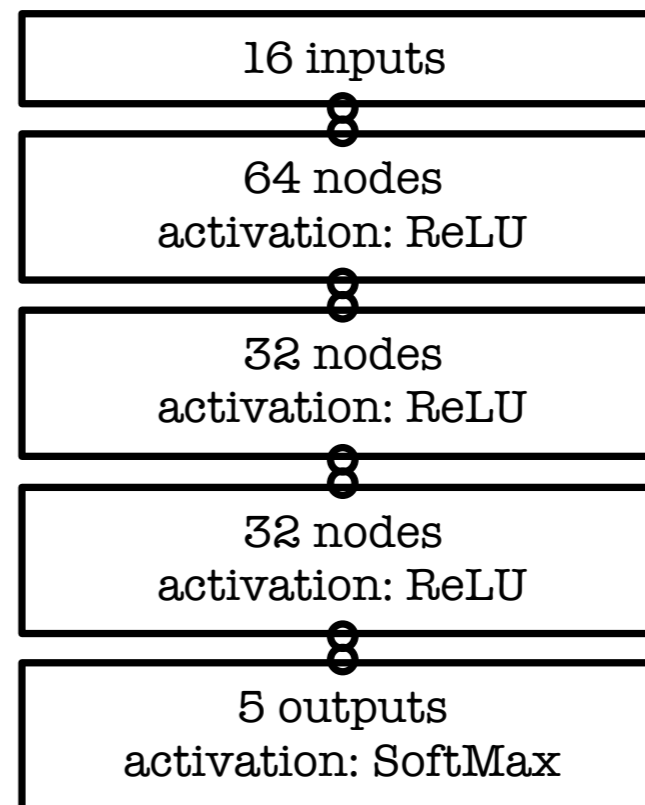 16 inputs
64 nodes
activation: ReLU
32 nodes
activation: ReLU
32 nodes
activation: ReLU
5 outputs
activation: SoftMax